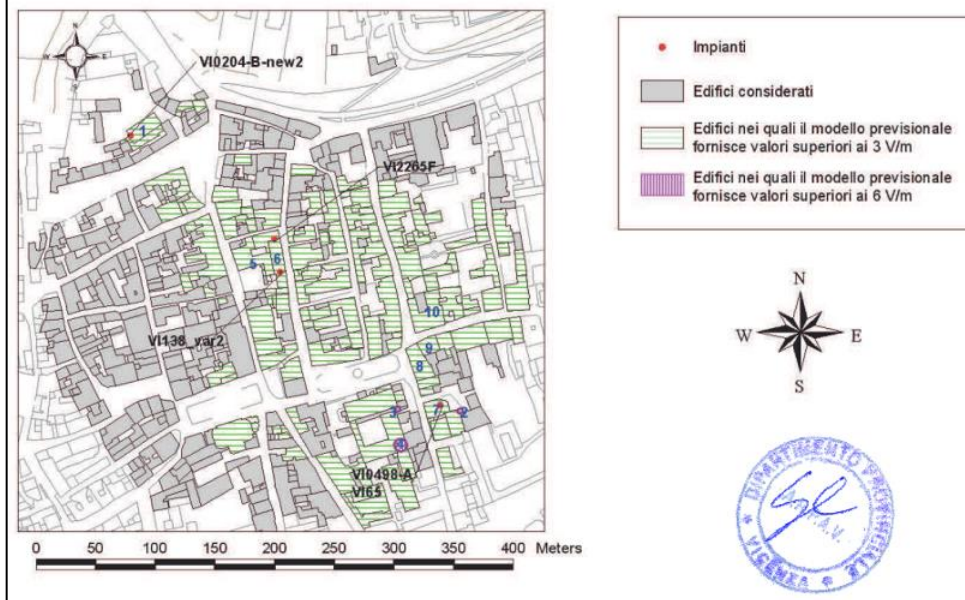 N
W
E
S
VI0204-B-new2
1
VI2265F
5
6
VI138_var2
10
9
8
3
7
2
4
VI0498-A
VI65
0 50 100 150 200 250 300 350 400 Meters
Impianti
Edifici considerati
Edifici nei quali il modello previsionale
fornisce valori superiori ai 3 V/m
Edifici nei quali il modello previsionale
fornisce valori superiori ai 6 V/m
N
W
E
S
DIPARTIMENTO PROVINCIALE
VICENZA
A.R.P.A.V.